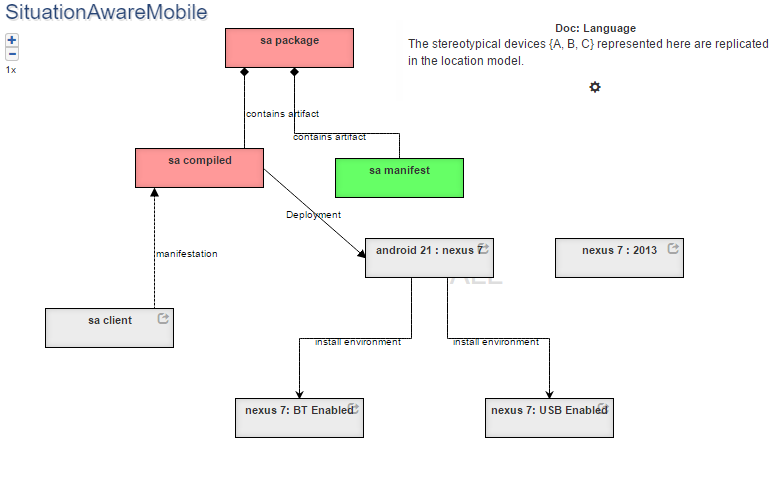 SituationAwareMobile
1x
Doc: Language
The stereotypical devices {A, B, C} represented here are replicated
in the location model.
sa package
contains artifact
contains artifact
sa compiled
sa manifest
Deployment
android 21 : nexus 7
nexus 7 : 2013
manifestation
sa client
install environment
install environment
nexus 7: BT Enabled
nexus 7: USB Enabled